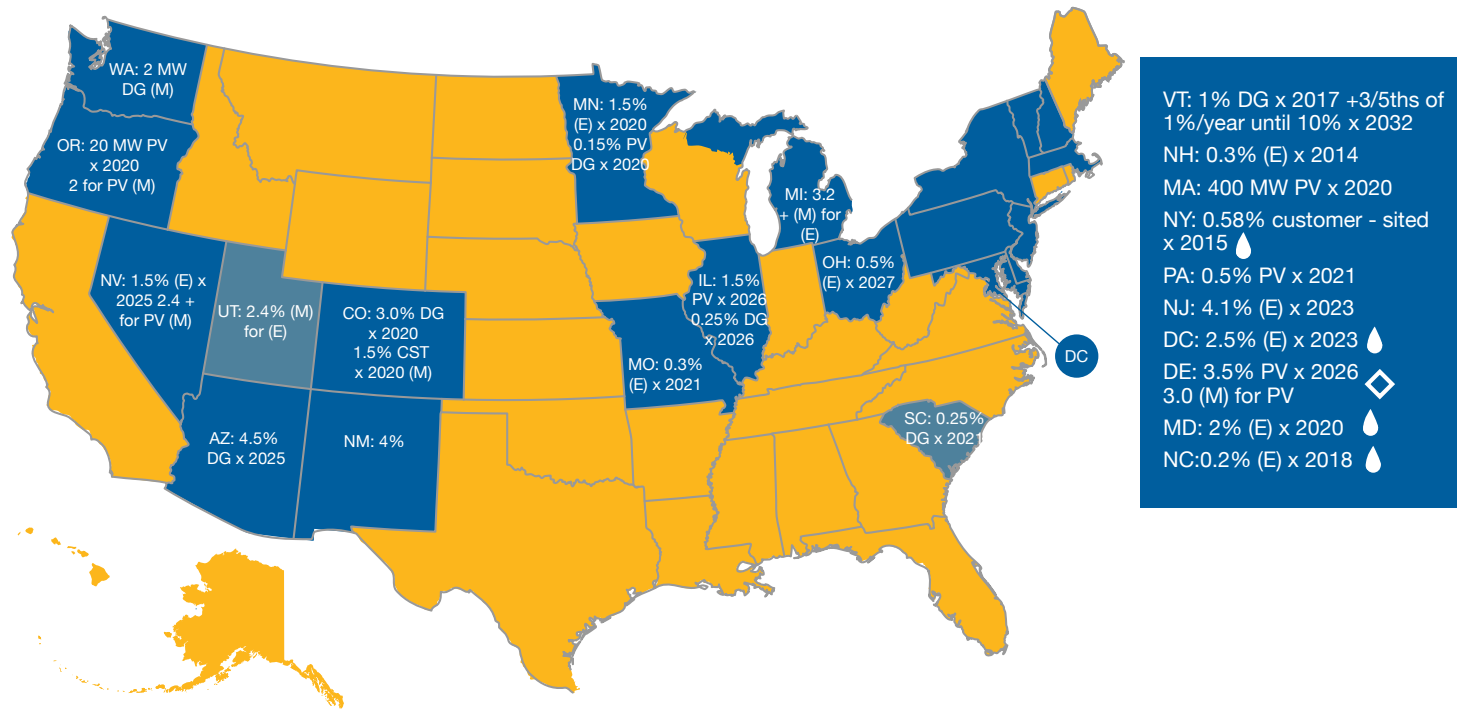 WA: 2 MW
DG (M)
OR: 20 MW PV
x 2020
2 for PV (M)
NV: 1.5% (E) x
2025 2.4 +
for PV (M)
UT: 2.4% (M)
for (E)
CO: 3.0% DG
x 2020
1.5% CST
x 2020 (M)
AZ: 4.5%
DG x 2025
NM: 4%
MN: 1.5%
(E) x 2020
0.15% PV
DG x 2020
MO: 0.3%
(E) x 2021
IL: 1.5%
PV x 2026
0.25% DG
x 2026
MI: 3.2
+ (M) for
(E)
OH: 0.5%
(E) x 2027
SC: 0.25%
DG x 2021
DC
VT: 1% DG x 2017 +3/5ths of
1%/year until 10% x 2032
NH: 0.3% (E) x 2014
MA: 400 MW PV x 2020
NY: 0.58% customer - sited
x 2015
PA: 0.5% PV x 2021
NJ: 4.1% (E) x 2023
DC: 2.5% (E) x 2023
DE: 3.5% PV x 2026
3.0 (M) for PV
MD: 2% (E) x 2020
NC:0.2% (E) x 2018